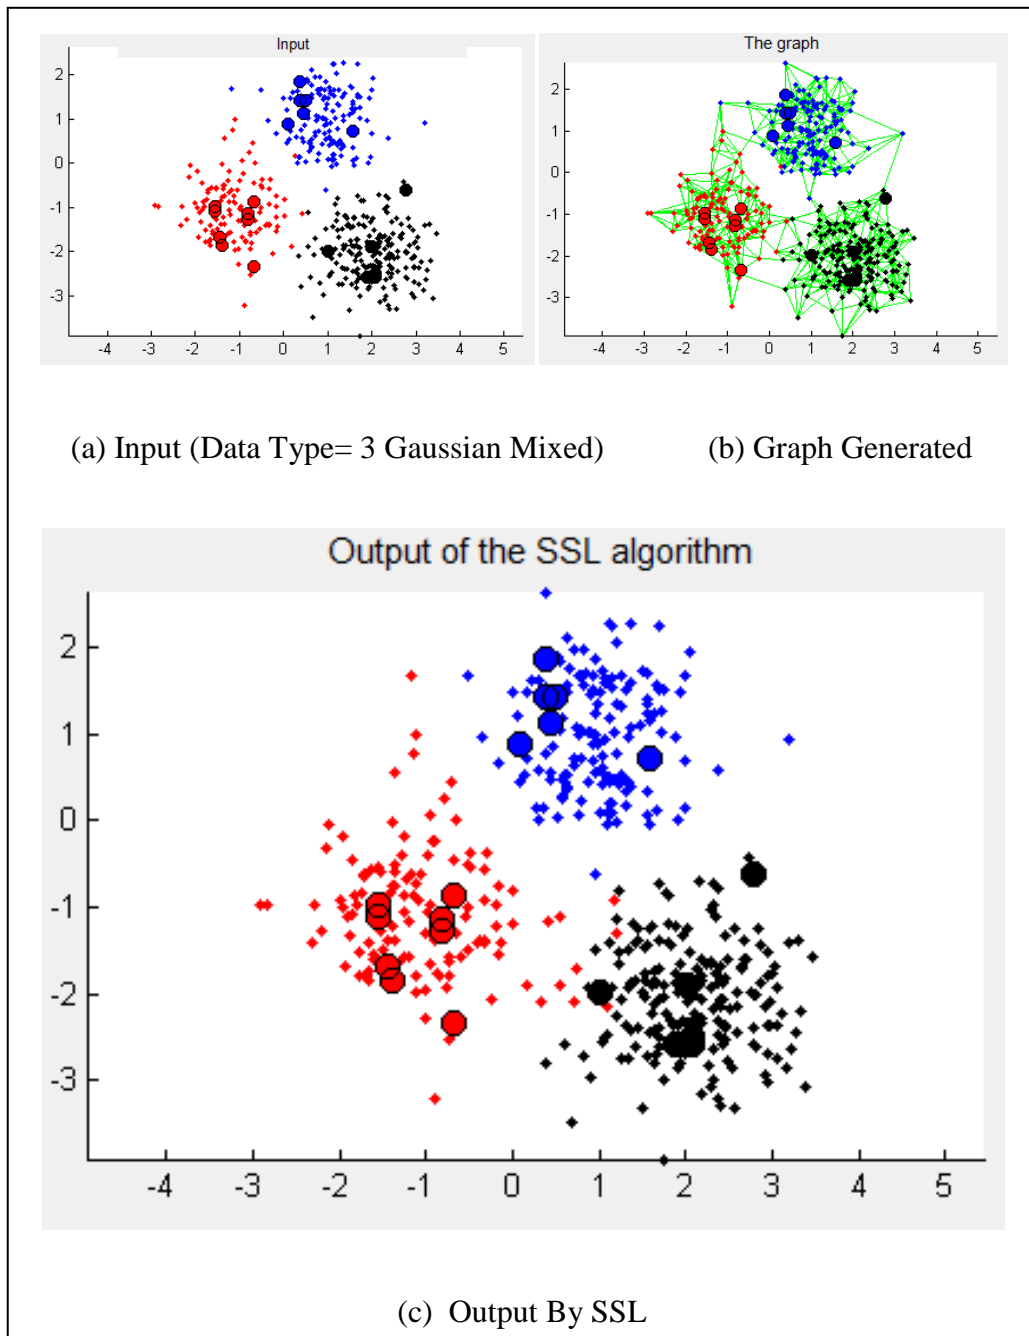 Input
2
1
0
-1
-2
-3
-4 -3 -2 -1 0 1 2 3 4 5
The graph
2
1
0
-1
-2
-3
-4 -3 -2 -1 0 1 2 3 4 5
(a) Input (Data Type= 3 Gaussian Mixed)
(b) Graph Generated
Output of the SSL algorithm
2
1
0
-1
-2
-3
-4 -3 -2 -1 0 1 2 3 4 5
(c) Output By SSL